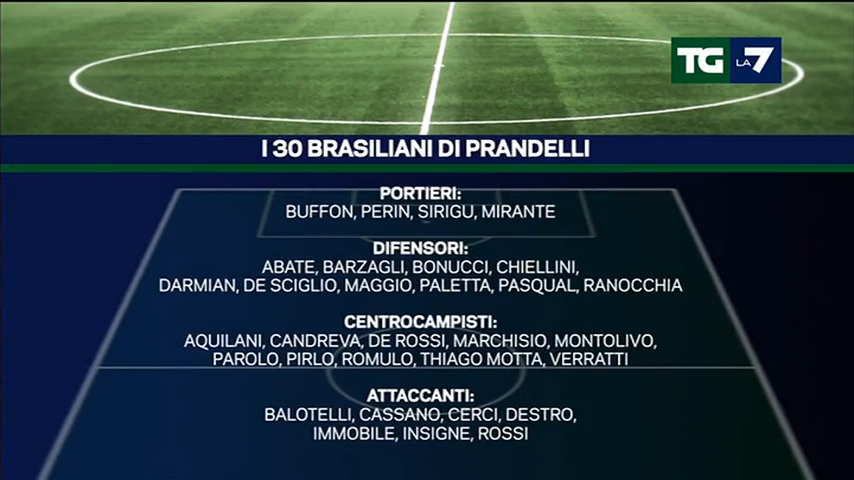 TG LA 7
I 30 BRASILIANI DI PRANDELLI
PORTIERI:
BUFFON, PERIN, SIRIGU, MIRANTE
DIFENSORI:
ABATE, BARZAGLI, BONUCCI, CHIELLINI,
DARMIAN, DE SCIGLIO, MAGGIO, PALETTA, PASQUAL, RANOCCHIA
CENTROCAMPISTI:
AQUILANI, CANDREVA, DE ROSSI, MARCHISIO, MONTOLIVO,
PAROLO, PIRLO, ROMULO, THIAGO MOTTA, VERRATTI
ATTACCANTI:
BALOTELLI, CASSANO, CERCI, DESTRO,
IMMOBILE, INSIGNE, ROSSI